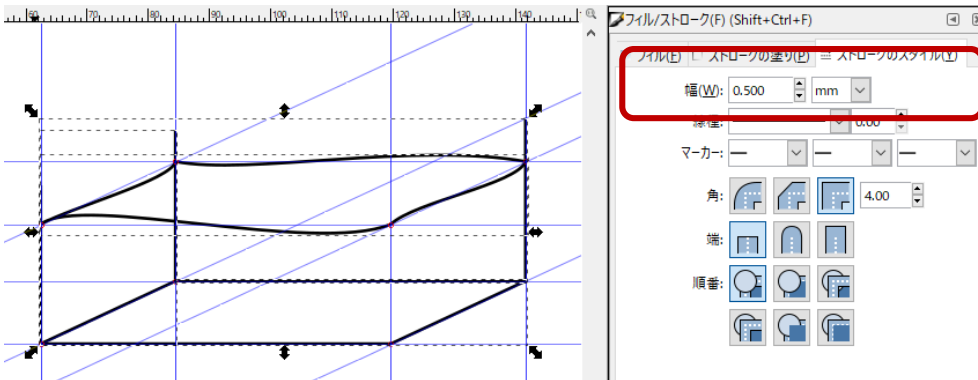 60 70 80 90 100 110 120 130 140
フィル/ストローク(F) (Shift+Ctrl+F)
フィル(F) ストロークの塗り(P) ストロークのスタイル(Y)
幅(W): 0.500 mm
線種: 0.00
マーカー:
角: 4.00
端:
順番: